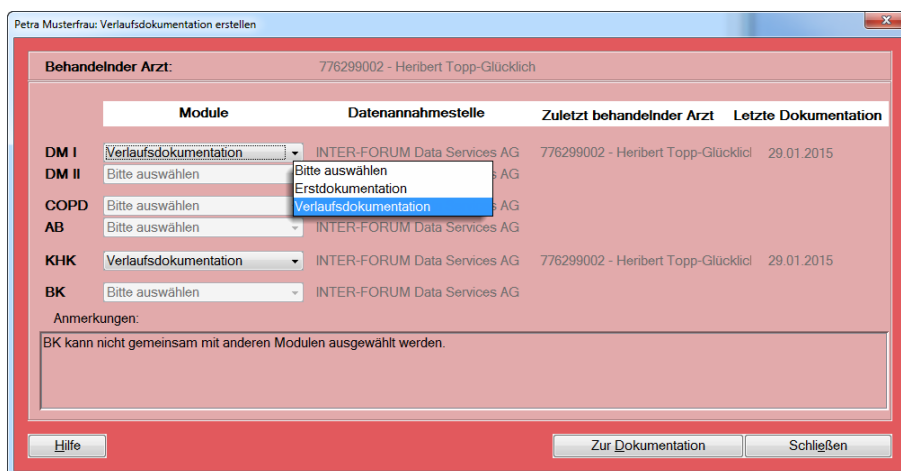 Petra Musterfrau: Verlaufsdokumentation erstellen
Behandelnder Arzt: 776299002 - Heribert Topp-Glücklich
Module Datenannahmestelle Zuletzt behandelnder Arzt Letzte Dokumentation
DM I Verlaufsdokumentation INTER-FORUM Data Services AG 776299002 - Heribert Topp-Glücklicl 29.01.2015
Bitte auswählen
Erstdokumentation
Verlaufsdokumentation
DM II Bitte auswählen AG
COPD Bitte auswählen AG
AB Bitte auswählen INTER-FORUM Data Services AG
KHK Verlaufsdokumentation INTER-FORUM Data Services AG 776299002 - Heribert Topp-Glücklicl 29.01.2015
BK Bitte auswählen INTER-FORUM Data Services AG
Anmerkungen:
BK kann nicht gemeinsam mit anderen Modulen ausgewählt werden.
Hilfe Zur Dokumentation Schließen